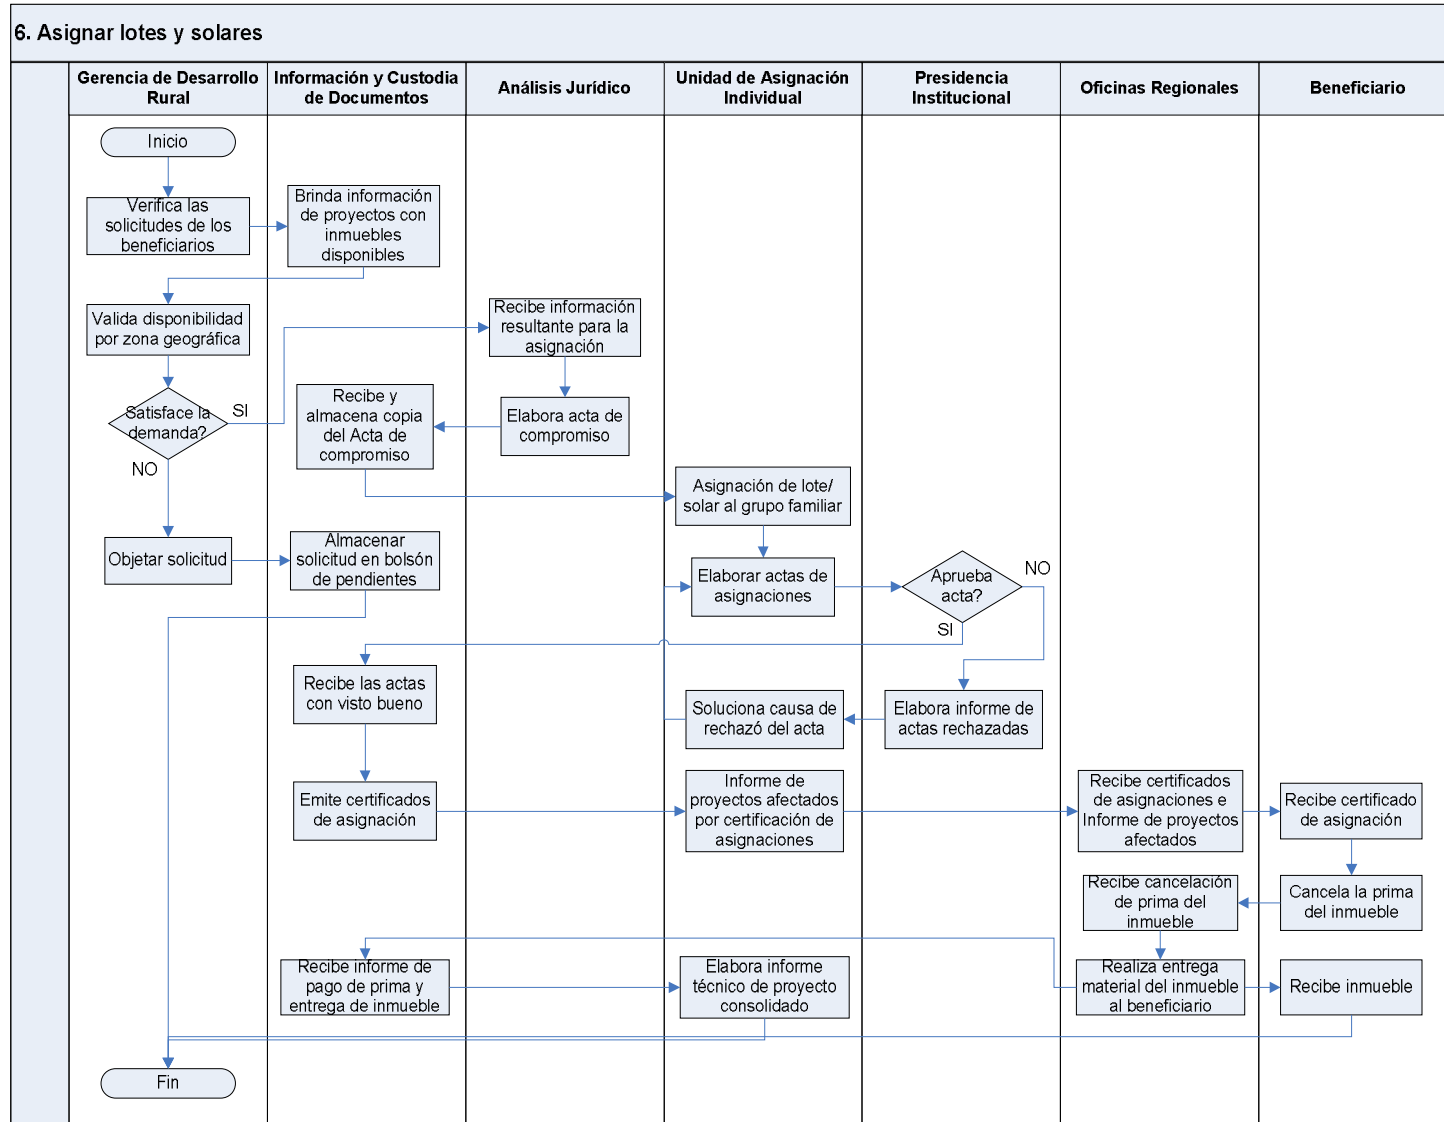 6. Asignar lotes y solares
Gerencia de Desarrollo
Rural
Información y Custodia
de Documentos
Análisis Jurídico
Unidad de Asignación
Individual
Presidencia
Institucional
Oficinas Regionales
Beneficiario
Inicio
Verifica las
solicitudes de los
beneficiarios
Brinda información
de proyectos con
inmuebles
disponibles
Valida disponibilidad
por zona geográfica
Recibe información
resultante para la
asignación
Satisface la
demanda?
SI
NO
Recibe y
almacena copia
del Acta de
compromiso
Elabora acta de
compromiso
Asignación de lote/
solar al grupo familiar
Objetar solicitud
Almacenar
solicitud en bolsón
de pendientes
Elaborar actas de
asignaciones
Aprueba
acta?
NO
SI
Recibe las actas
con visto bueno
Soluciona causa de
rechazó del acta
Elabora informe de
actas rechazadas
Emite certificados
de asignación
Informe de
proyectos afectados
por certificación de
asignaciones
Recibe certificados
de asignaciones e
Informe de proyectos
afectados
Recibe certificado
de asignación
Recibe cancelación
de prima del
inmueble
Cancela la prima
del inmueble
Recibe informe de
pago de prima y
entrega de inmueble
Elabora informe
técnico de proyecto
consolidado
Realiza entrega
material del inmueble
al beneficiario
Recibe inmueble
Fin